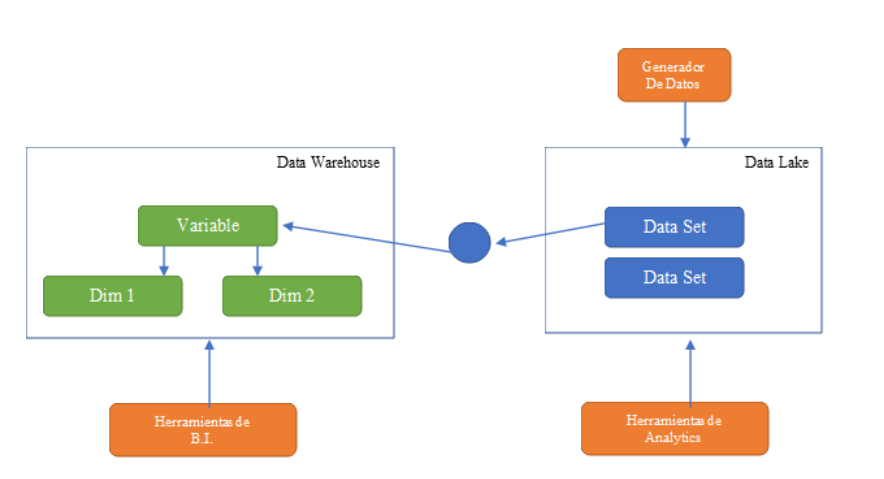 Generador
De Datos
Data Warehouse
Data Lake
Variable
Data Set
Dim 1
Dim 2
Data Set
Herramientas de
B.I.
Herramientas de
Analytics